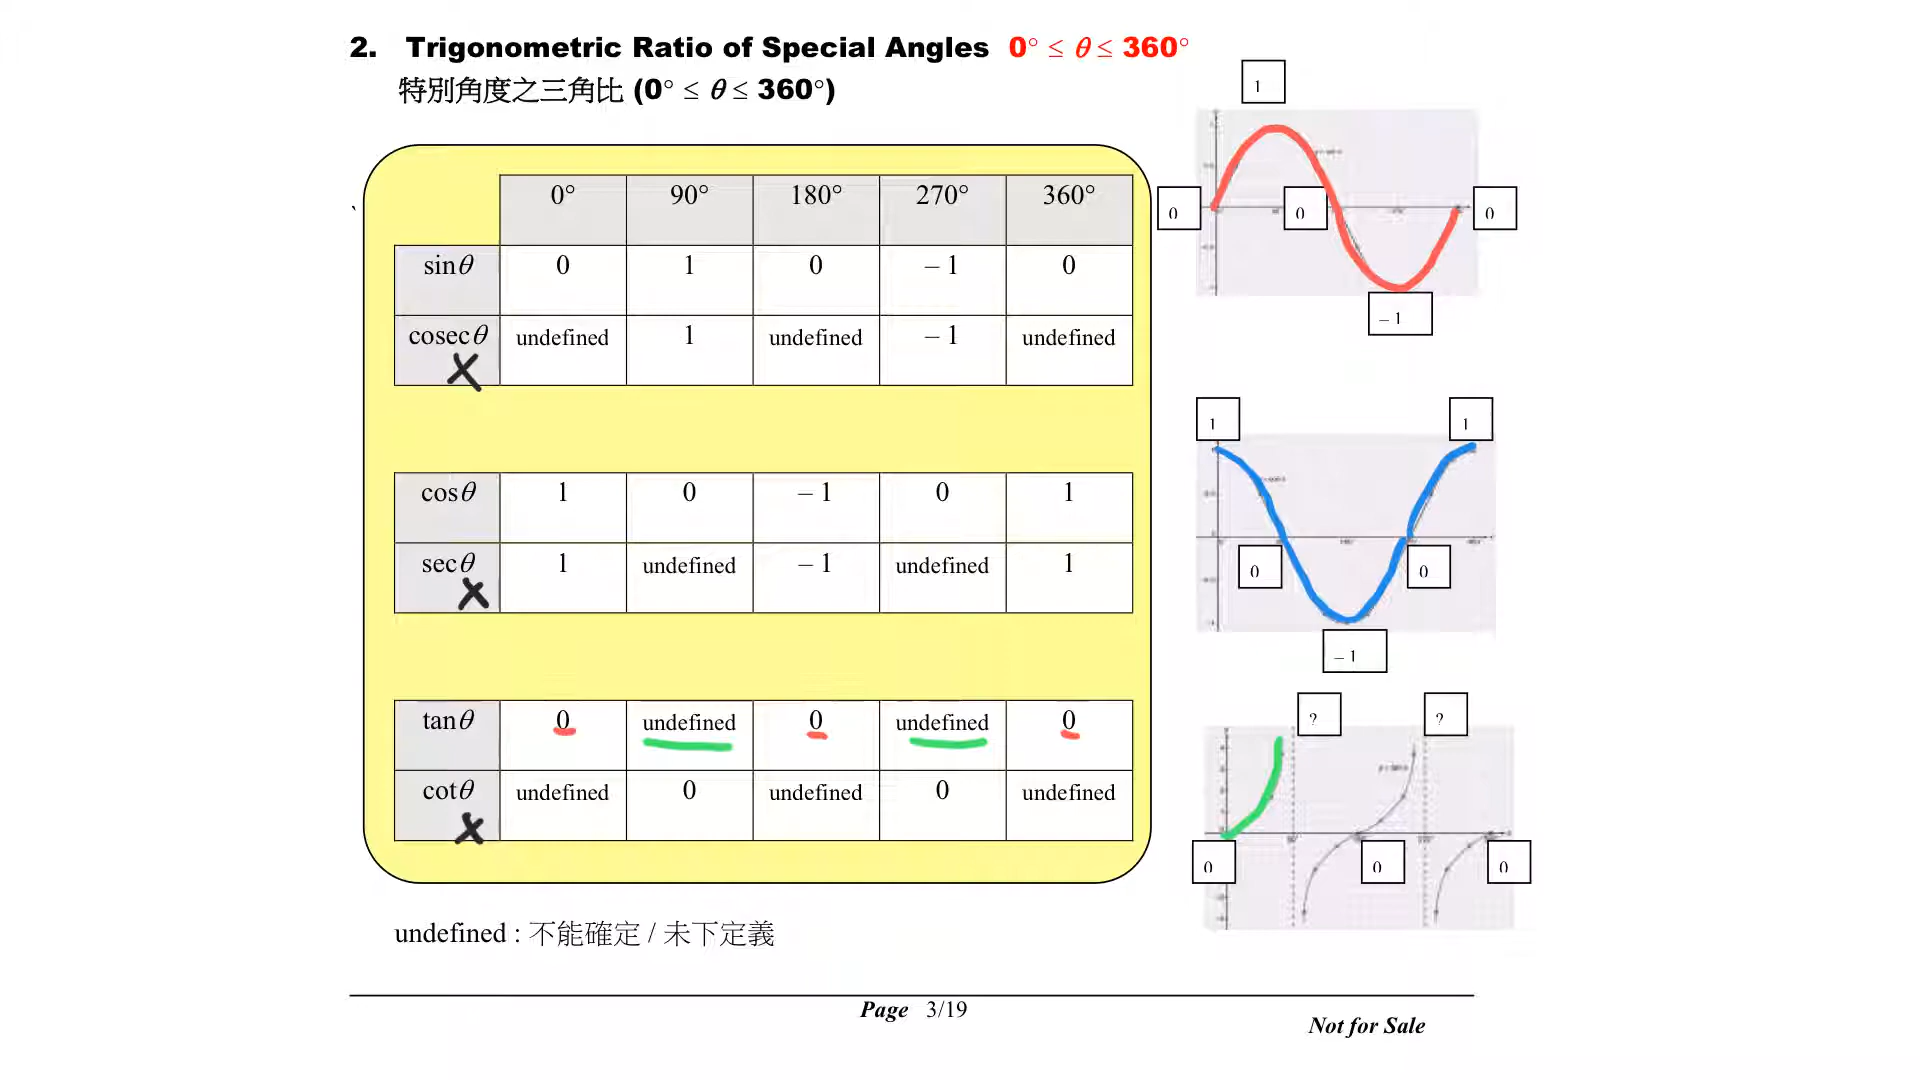 2. Trigonometric Ratio of Special Angles 0° ≤ θ ≤ 360°
特別角度之三角比 (0° ≤ θ ≤ 360°)
0° 90° 180° 270° 360°
sinθ 0 1 0 – 1 0
cosecθ undefined 1 undefined – 1 undefined
cosθ 1 0 – 1 0 1
secθ 1 undefined – 1 undefined 1
tanθ 0 undefined 0 undefined 0
cotθ undefined 0 undefined 0 undefined
1
0 0 0
– 1
1 1
0 0
– 1
? ?
0 0 0
undefined : 不能確定 / 未下定義
Page 3/19
Not for Sale